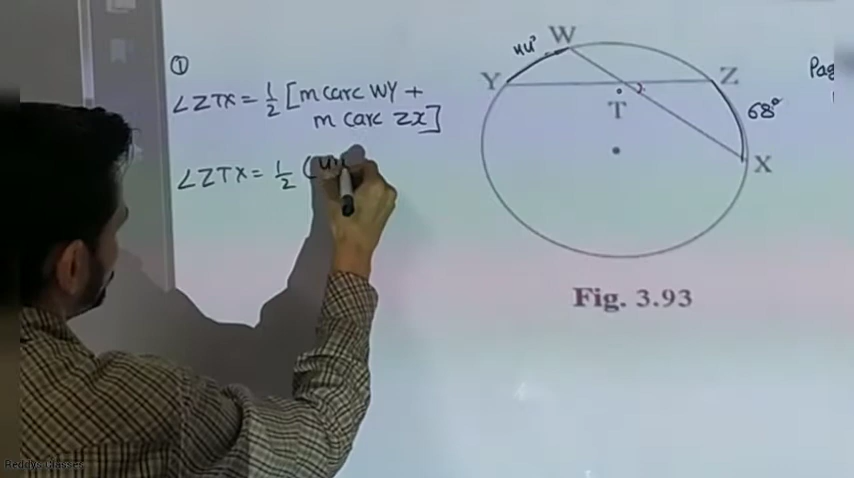 ①
∠ZTX = 1/2 [m(arc WY +
m(arc ZX]
∠ZTX = 1/2 (44
44°
W
Y
Z
68°
T
X
Fig. 3.93
Pag
Reddy's Classes